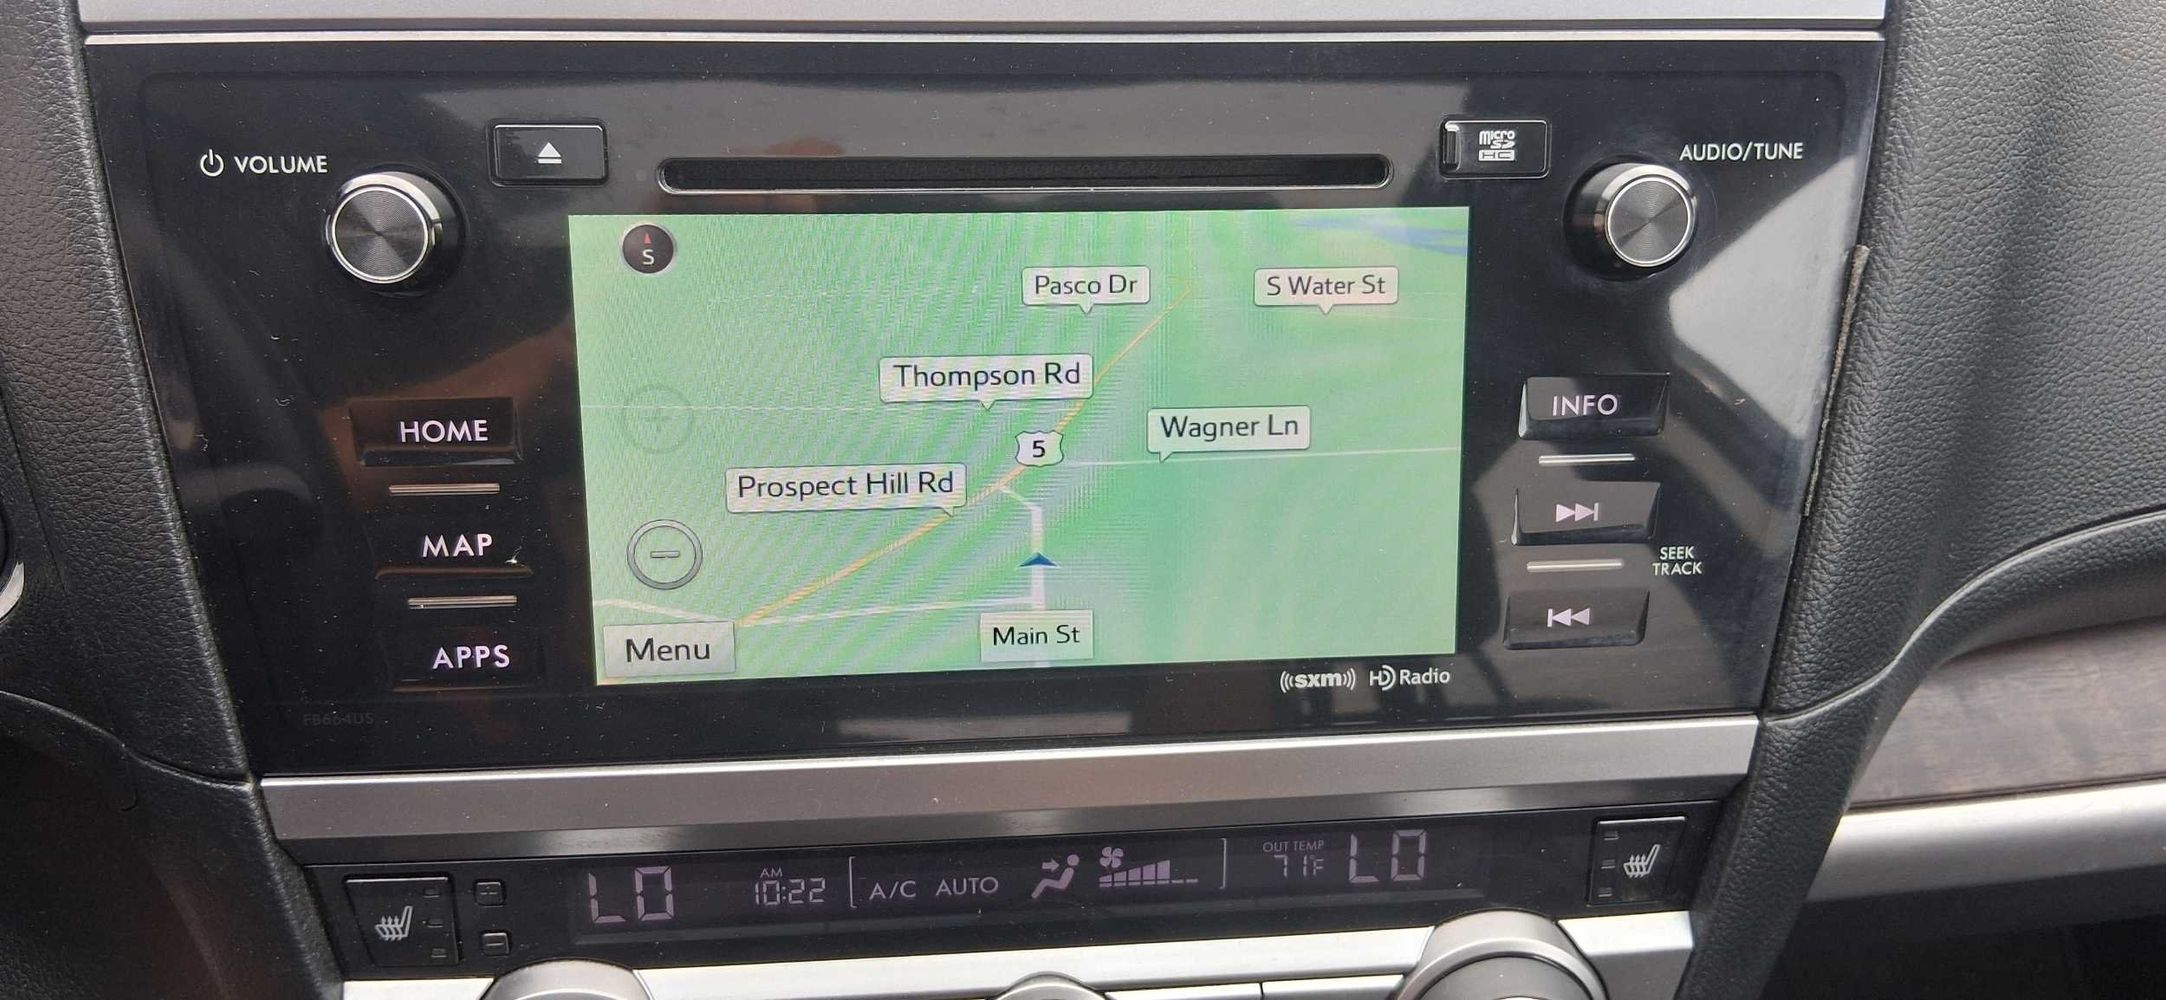 VOLUME
micro
SD
HC
AUDIO/TUNE
S
Pasco Dr
S Water St
Thompson Rd
INFO
HOME
Wagner Ln
5
Prospect Hill Rd
MAP
SEEK
TRACK
Main St
Menu
APPS
((sxm)) HD Radio
FB664US
LO
AM
10:22
A/C AUTO
OUT TEMP
71F
LO